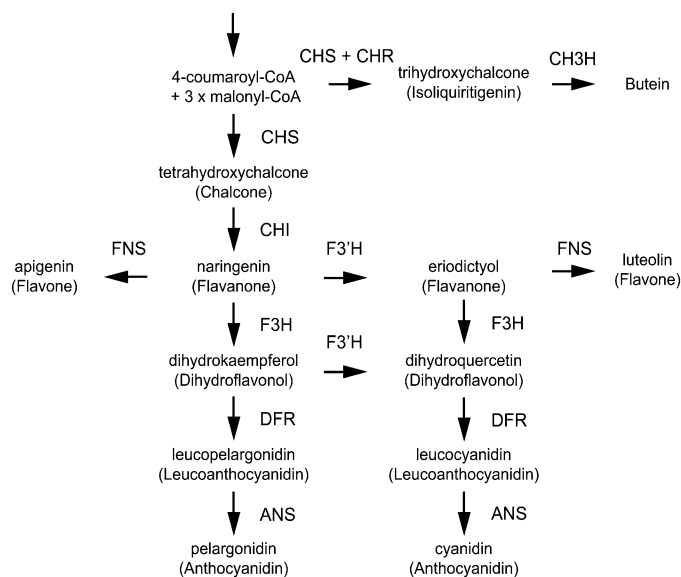 CHS + CHR
CH3H
4-coumaroyl-CoA
+ 3 x malonyl-CoA
trihydroxychalcone
(Isoliquiritigenin)
Butein
CHS
tetrahydroxychalcone
(Chalcone)
CHI
FNS
F3'H
FNS
apigenin
(Flavone)
naringenin
(Flavanone)
eriodictyol
(Flavanone)
luteolin
(Flavone)
F3H
F3'H
F3H
dihydrokaempferol
(Dihydroflavonol)
dihydroquercetin
(Dihydroflavonol)
DFR
DFR
leucopelargonidin
(Leucoanthocyanidin)
leucocyanidin
(Leucoanthocyanidin)
ANS
ANS
pelargonidin
(Anthocyanidin)
cyanidin
(Anthocyanidin)